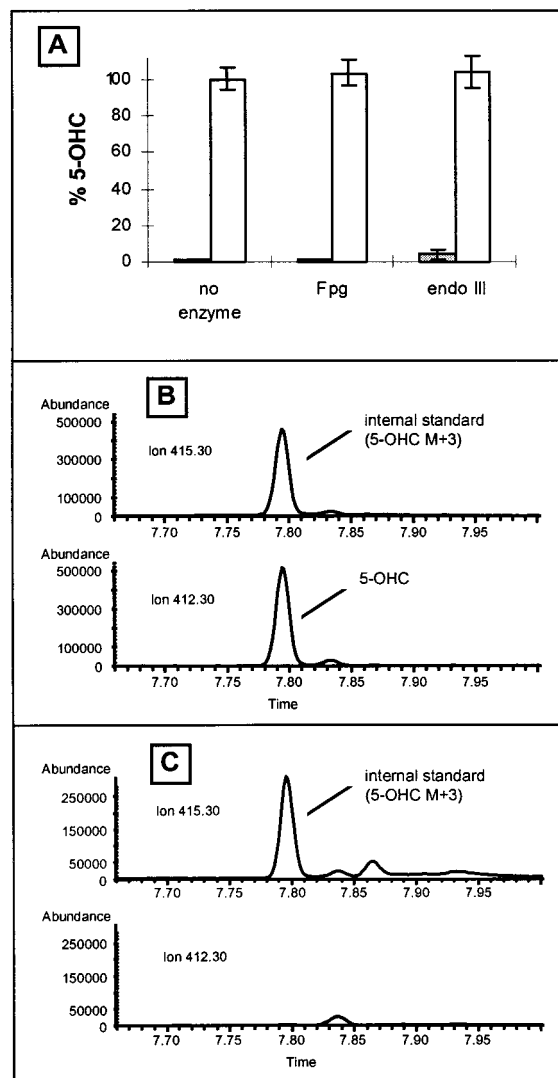 A
% 5-OHC
100
80
60
40
20
0
no enzyme
Fpg
endo III
B
Abundance
500000
300000
100000
0
Ion 415.30
internal standard
(5-OHC M+3)
7.70 7.75 7.80 7.85 7.90 7.95
Abundance
500000
300000
100000
0
Ion 412.30
5-OHC
7.70 7.75 7.80 7.85 7.90 7.95
Time
C
Abundance
250000
150000
50000
0
Ion 415.30
internal standard
(5-OHC M+3)
7.70 7.75 7.80 7.85 7.90 7.95
Abundance
250000
150000
50000
0
Ion 412.30
7.70 7.75 7.80 7.85 7.90 7.95
Time